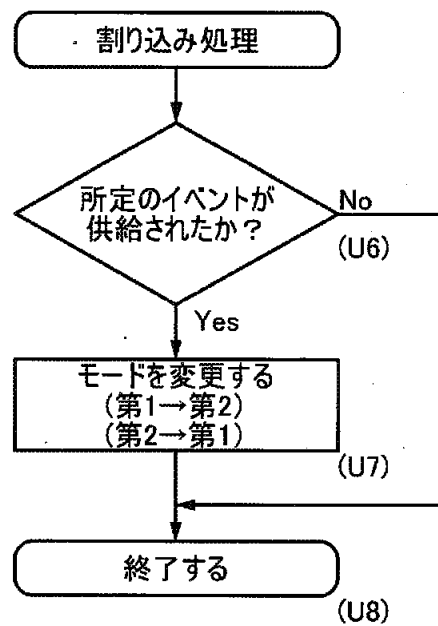 割り込み処理
所定のイベントが
供給されたか？
No
(U6)
Yes
モードを変更する
(第1→第2)
(第2→第1)
(U7)
終了する
(U8)